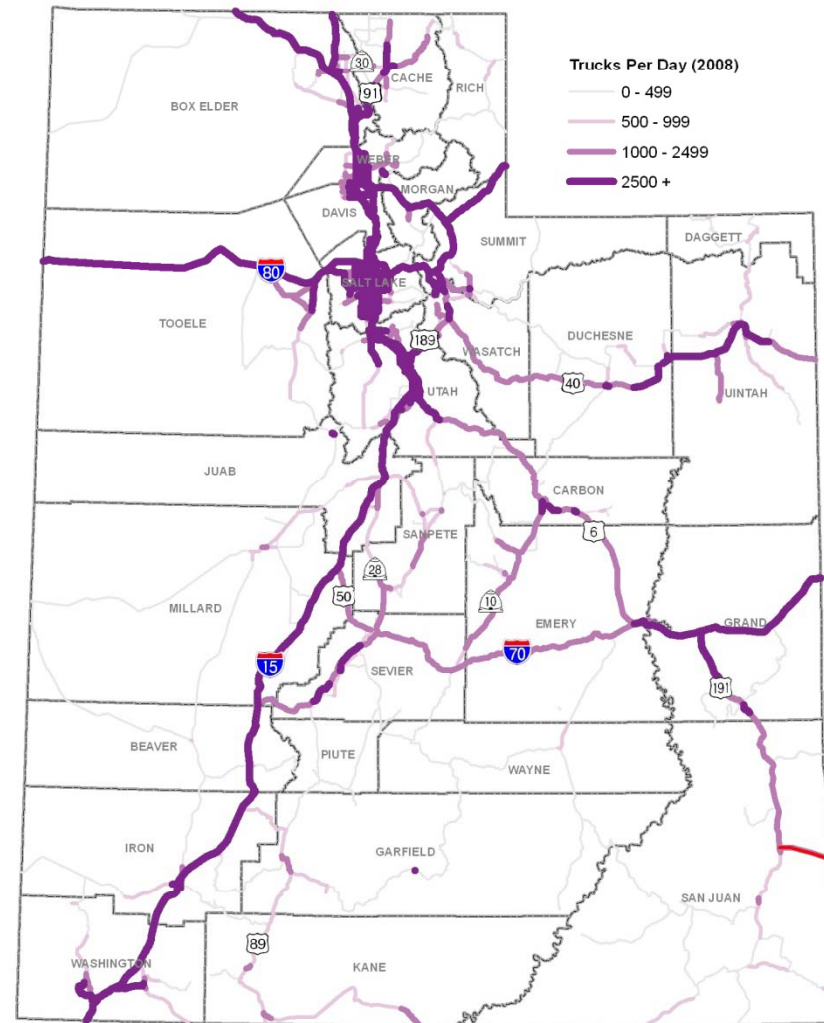 Trucks Per Day (2008)
0 - 499
500 - 999
1000 - 2499
2500 +
30
CACHE
RICH
91
BOX ELDER
WEBER
MORGAN
DAVIS
SUMMIT
DAGGETT
80
SALT LAKE
TOOELE
189
WASATCH
DUCHESNE
40
UTAH
UINTAH
JUAB
CARBON
SANPETE
6
28
50
10
MILLARD
EMERY
GRAND
15
SEVIER
70
191
BEAVER
PIUTE
WAYNE
IRON
GARFIELD
SAN JUAN
89
WASHINGTON
KANE